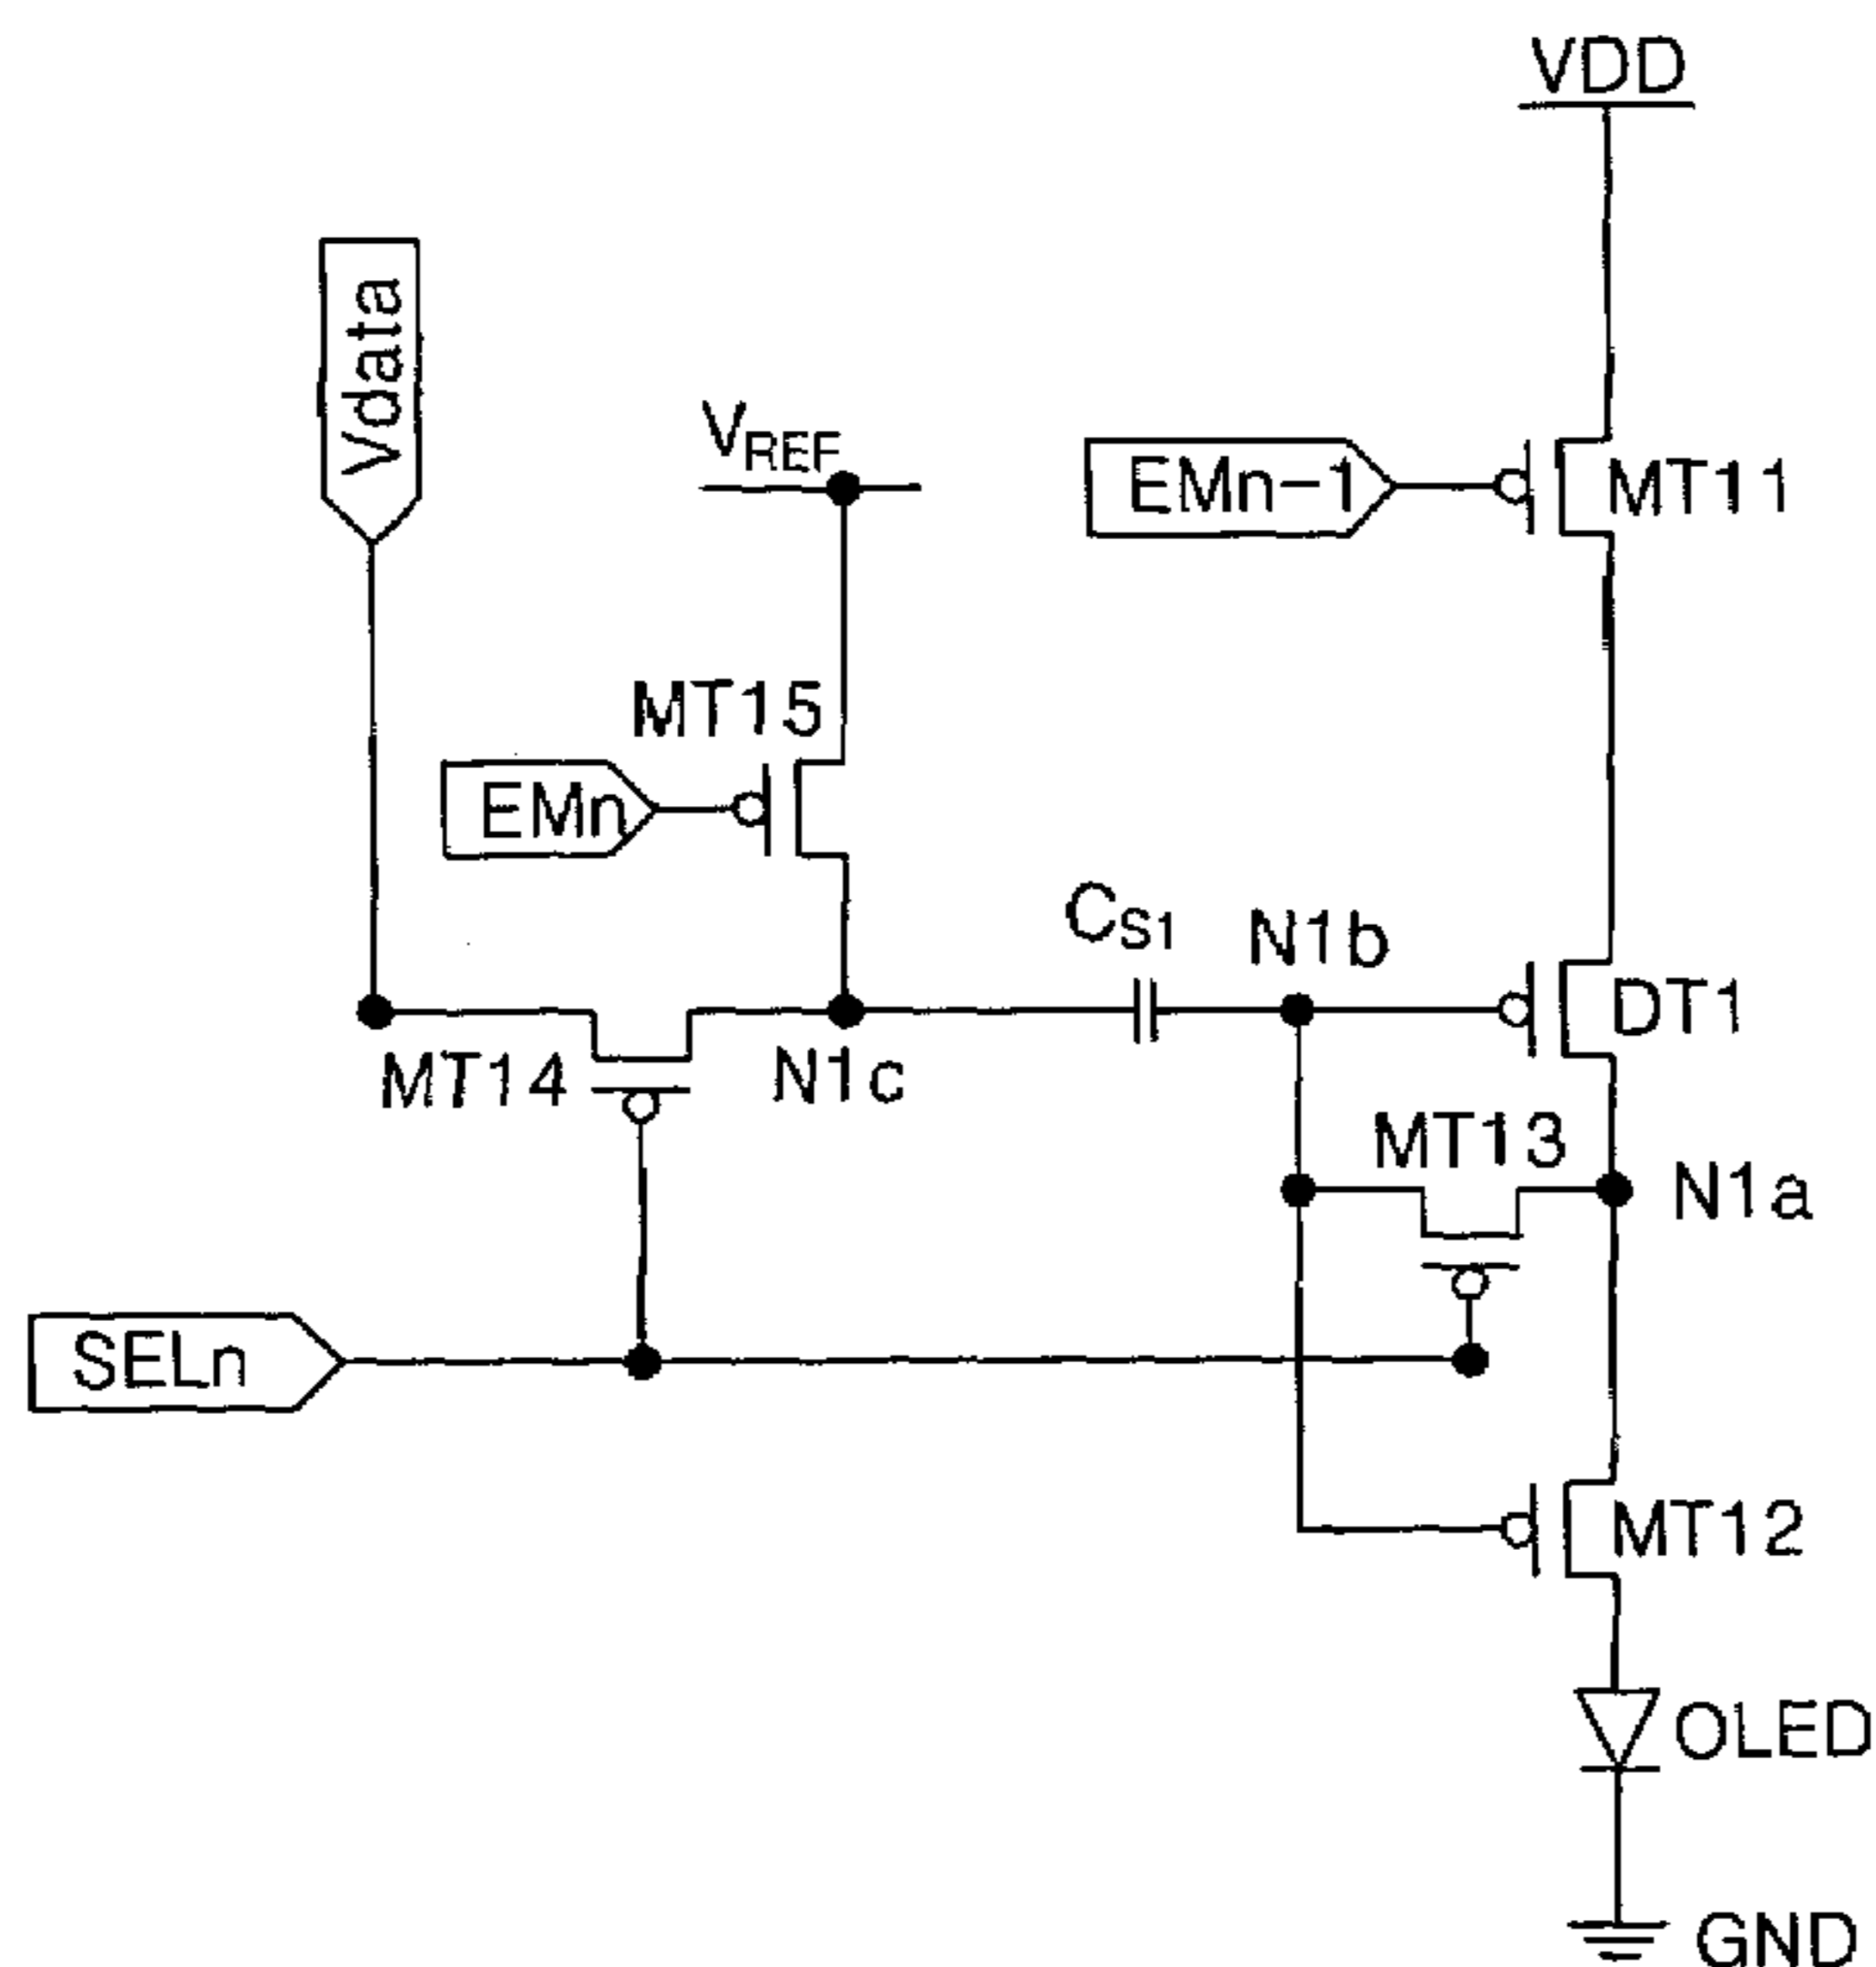 VDD
Vdata
VREF
EMn-1
MT11
MT15
EMn
CS1
N1b
DT1
MT14
N1c
MT13
N1a
SELn
MT12
OLED
GND